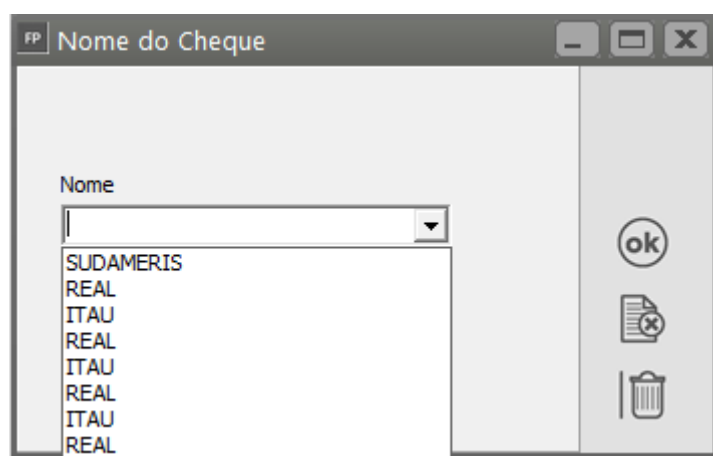 FP Nome do Cheque
Nome
SUDAMERIS
REAL
ITAU
REAL
ITAU
REAL
ITAU
REAL
ok